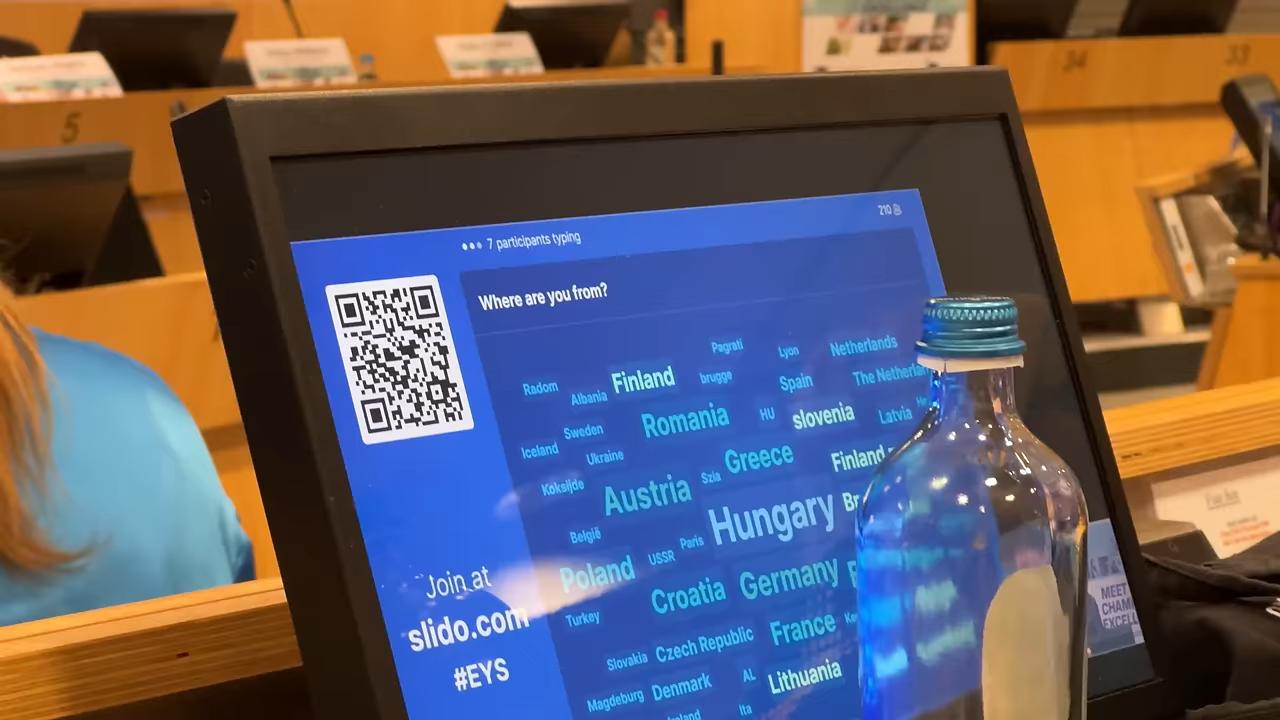 5
34
33
7 participants typing
210
Where are you from?
Pagrati
Lyon
Netherlands
Radom
Albania
Finland
brugge
Spain
The
Sweden
Romania
HU
slovenia
Latvia
Iceland
Ukraine
Greece
Finland
Koksijde
Austria
Szia
Hungary
België
USSR
Paris
Poland
Croatia
Germany
Turkey
France
Slovakia
Czech Republic
AL
Lithuania
Magdeburg
Denmark
Ita
Join at
slido.com
#EYS
MEET